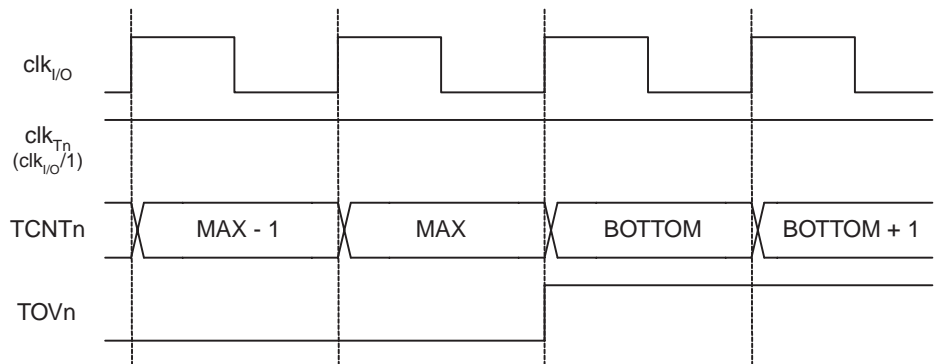 clkI/O
clkTn
(clkI/O/1)
TCNTn MAX - 1 MAX BOTTOM BOTTOM + 1
TOVn